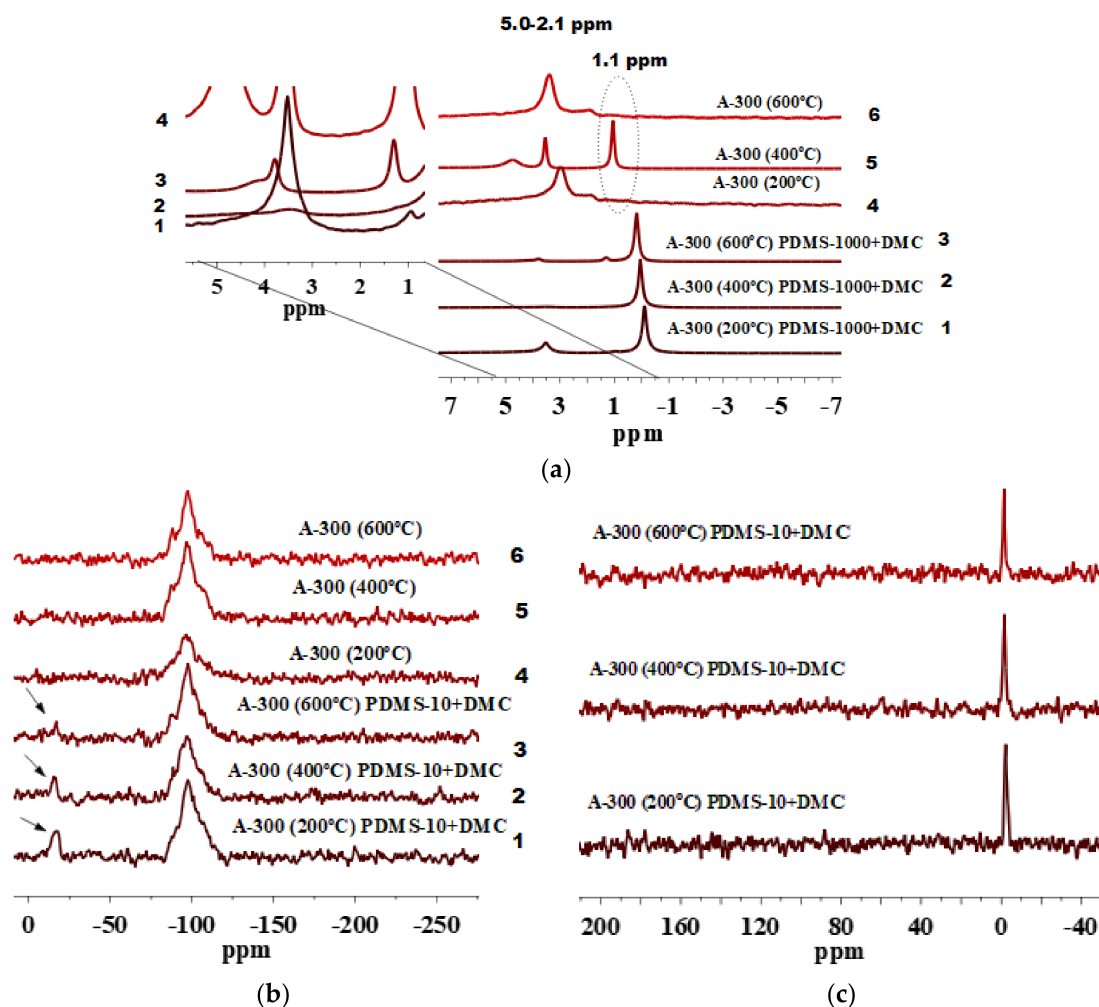 5.0-2.1 ppm
1.1 ppm
4
3
2
1
5 4 3 2 1
ppm
A-300 (600°C)
6
A-300 (400°C)
5
A-300 (200°C)
4
A-300 (600°C) PDMS-1000+DMC 3
A-300 (400°C) PDMS-1000+DMC 2
A-300 (200°C) PDMS-1000+DMC 1
7 5 3 1 -1 -3 -5 -7
ppm
(a)
A-300 (600°C)
6
A-300 (400°C)
5
A-300 (200°C)
4
A-300 (600°C) PDMS-10+DMC
3
A-300 (400°C) PDMS-10+DMC
2
A-300 (200°C) PDMS-10+DMC
1
0 -50 -100 -150 -200 -250
ppm
(b)
A-300 (600°C) PDMS-10+DMC
A-300 (400°C) PDMS-10+DMC
A-300 (200°C) PDMS-10+DMC
200 160 120 80 40 0 -40
ppm
(c)